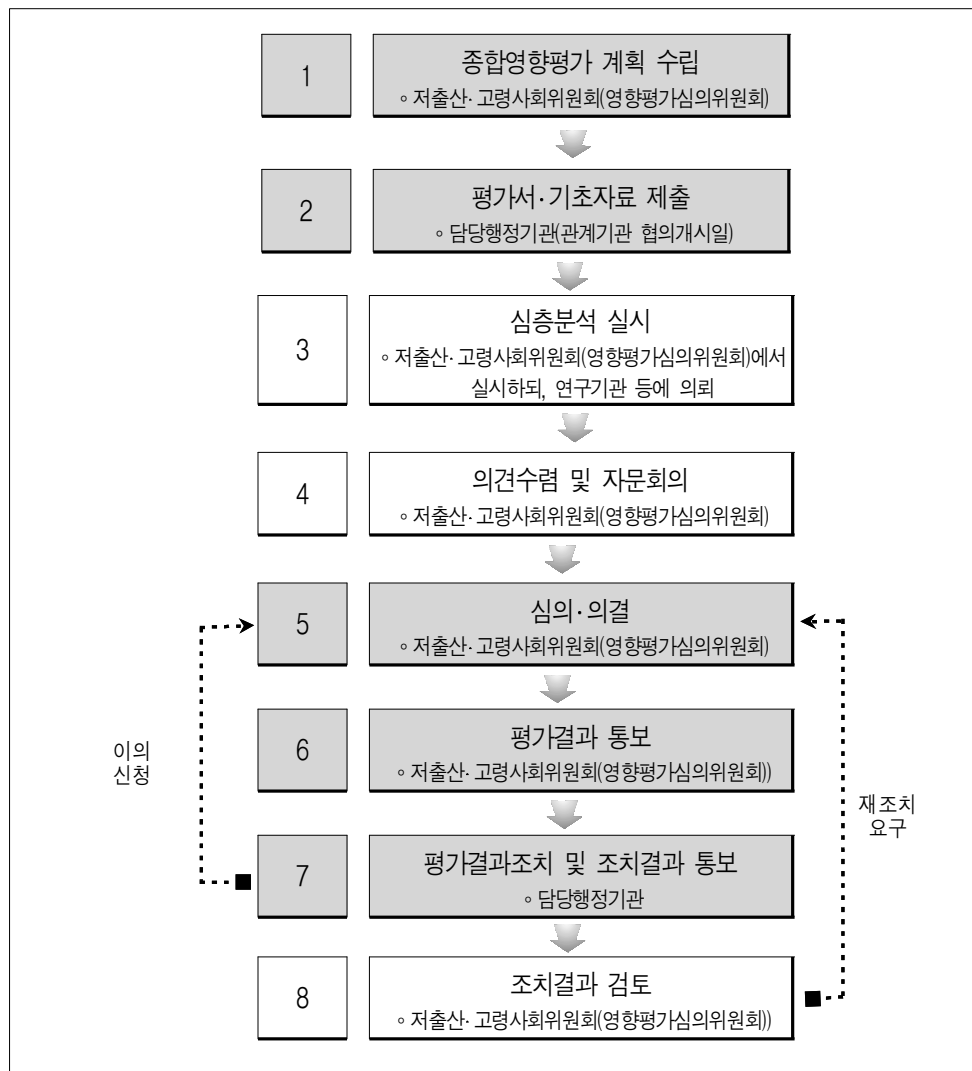 1
종합영향평가 계획 수립
∘ 저출산·고령사회위원회(영향평가심의위원회)
2
평가서·기초자료 제출
∘ 담당행정기관(관계기관 협의개시일)
3
심층분석 실시
∘ 저출산·고령사회위원회(영향평가심의위원회)에서
실시하되, 연구기관 등에 의뢰
4
의견수렴 및 자문회의
∘ 저출산·고령사회위원회(영향평가심의위원회)
5
심의·의결
∘ 저출산·고령사회위원회(영향평가심의위원회)
6
평가결과 통보
∘ 저출산·고령사회위원회(영향평가심의위원회))
이의
신청
재조치
요구
7
평가결과조치 및 조치결과 통보
∘ 담당행정기관
8
조치결과 검토
∘ 저출산·고령사회위원회(영향평가심의위원회))